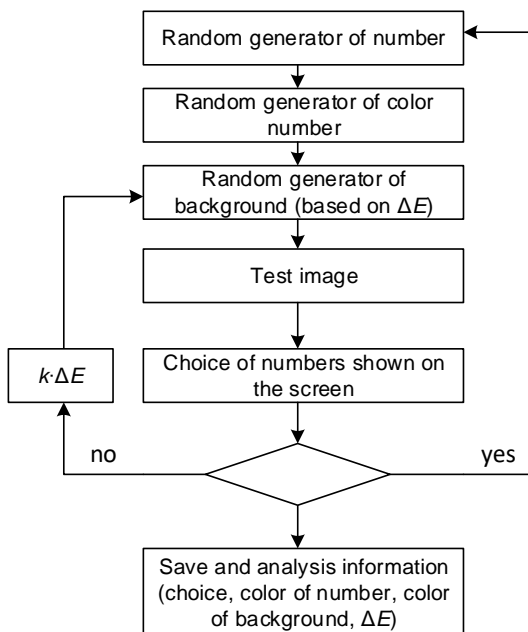 Random generator of number
Random generator of color
number
Random generator of
background (based on ΔE)
Test image
Choice of numbers shown on
the screen
k·ΔE
no
yes
Save and analysis information
(choice, color of number, color
of background, ΔE)